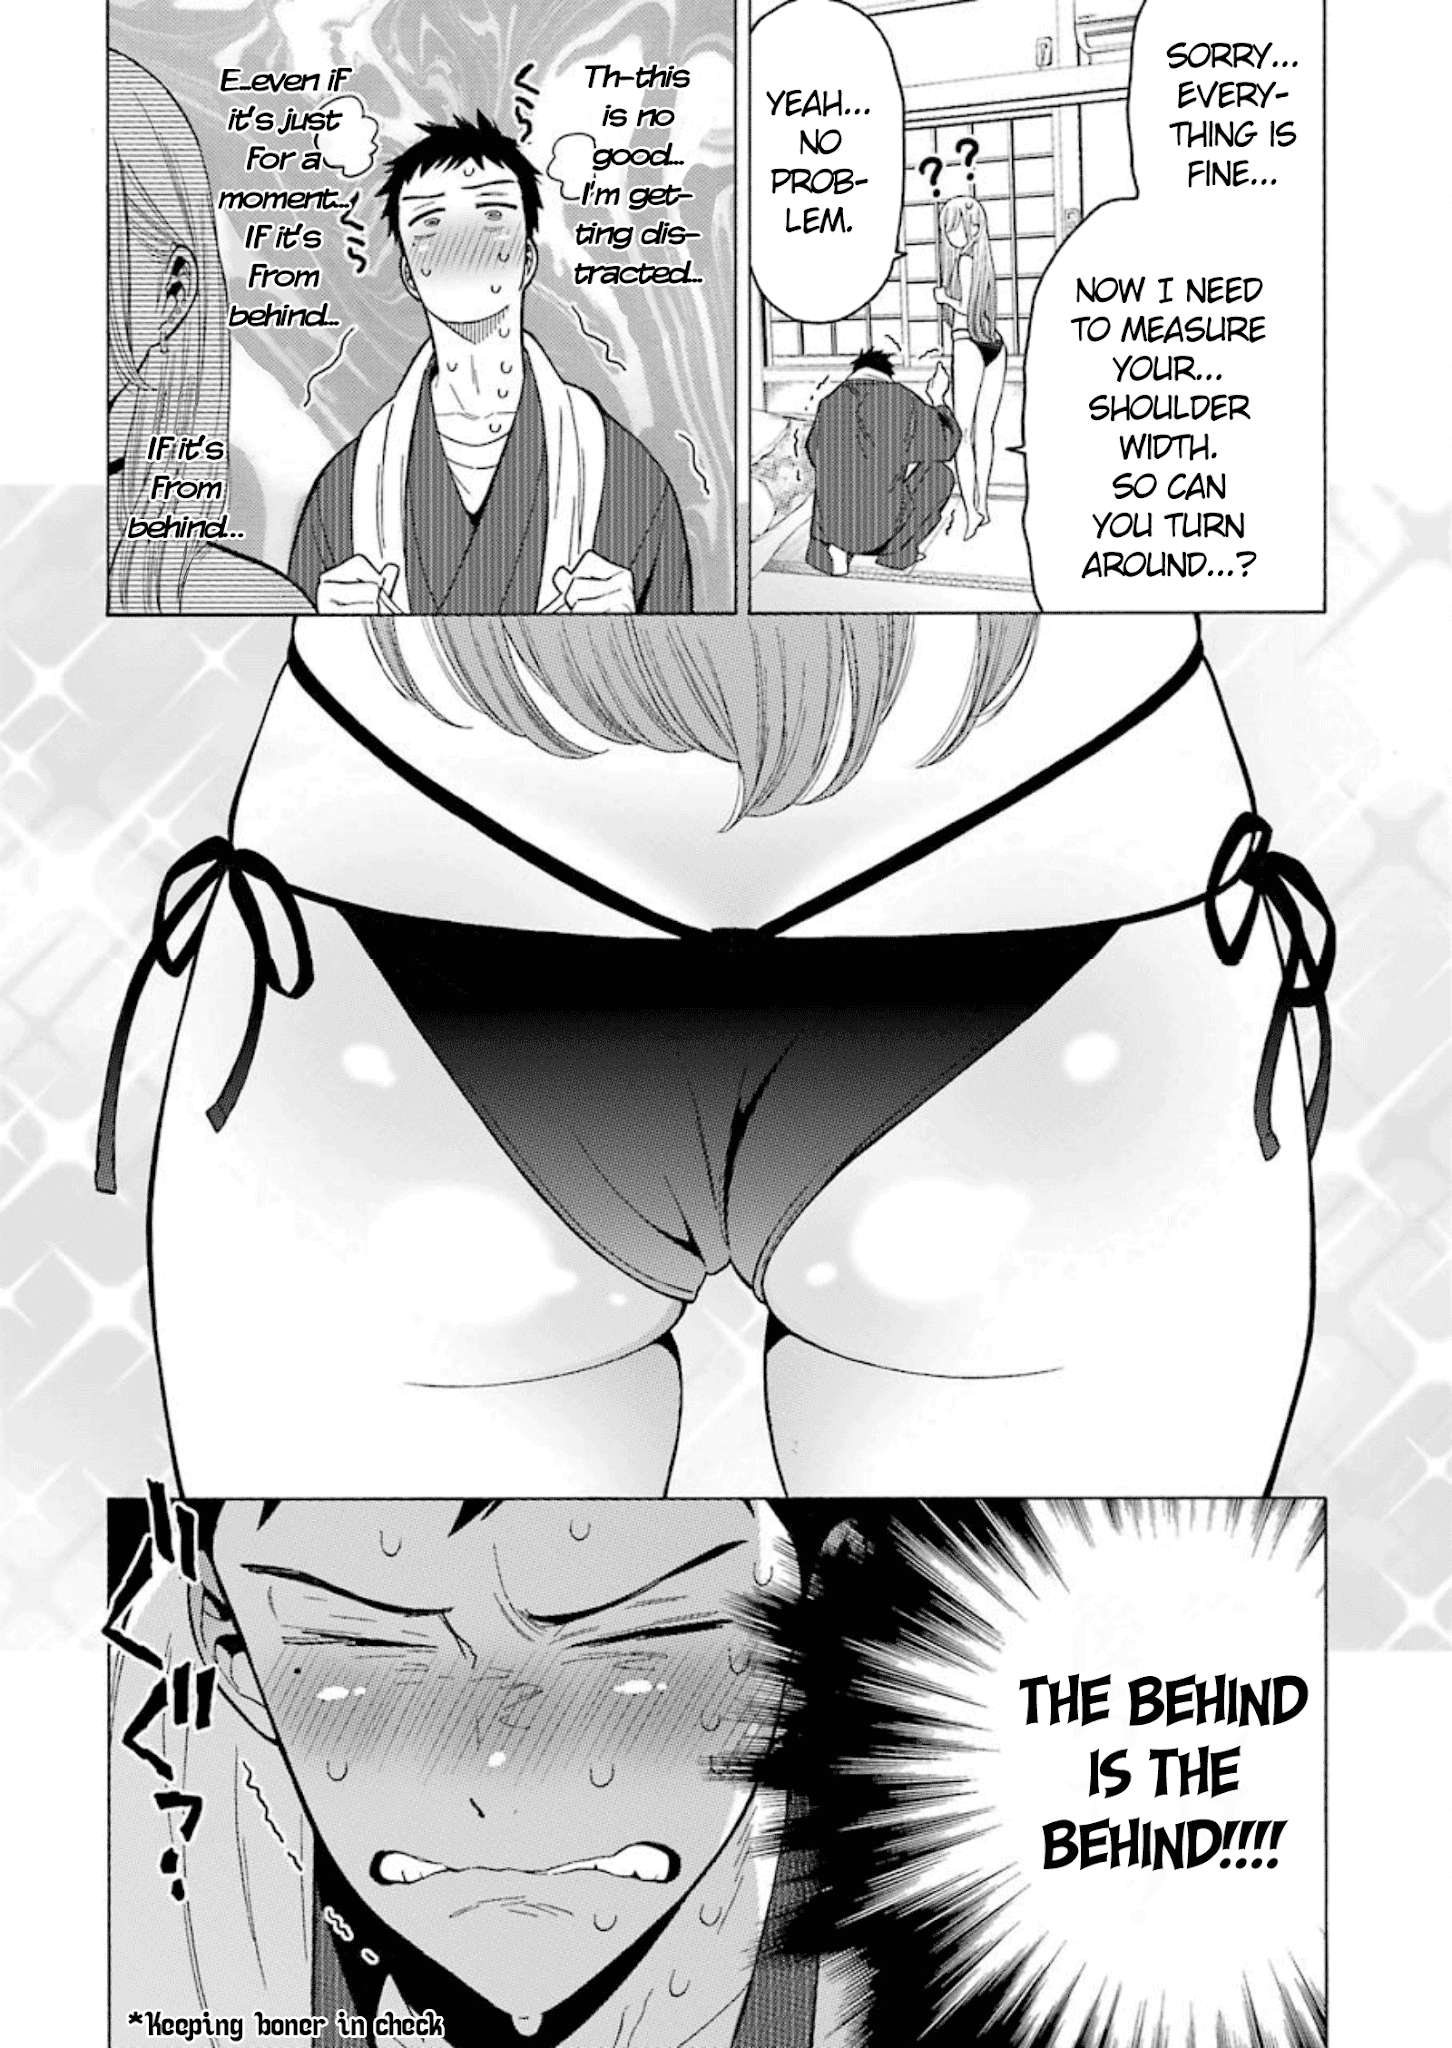 SORRY...
EVERY-
THING IS
FINE...
NOW I NEED
TO MEASURE
YOUR...
SHOULDER
WIDTH.
SO CAN
YOU TURN
AROUND...?
??
YEAH...
NO
PROB-
LEM.
Th-this
is no
good...
I'm get-
ting dis-
tracted...
E...even if
it's just
For a
moment...
IF it's
From
behind...
IF it's
From
behind...
THE BEHIND
IS THE
BEHIND!!!!
*Keeping boner in check